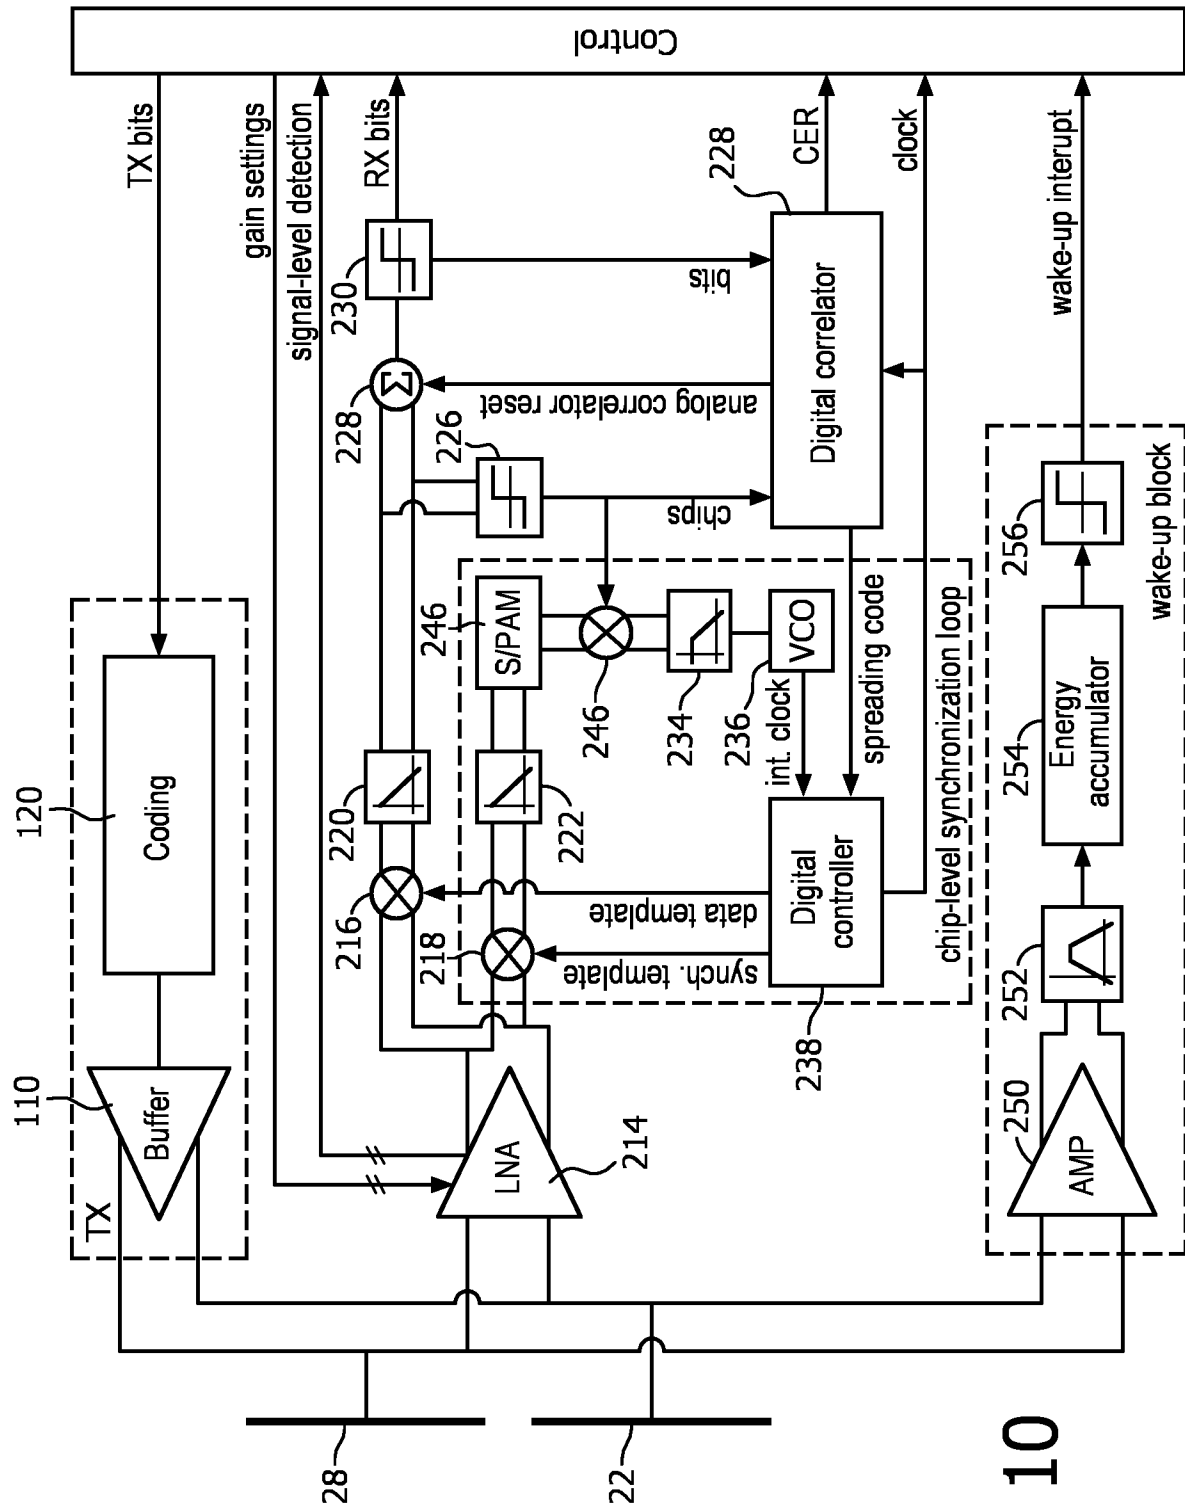 TX
110
Buffer
120
Coding
TX bits
gain settings
signal-level detection
RX bits
Control
28
22
LNA
214
216
218
220
222
S/PAM
246
246
226
228
Σ
230
234
236
VCO
int. clock
spreading code
data template
synch. template
Digital
controller
238
chip-level synchronization loop
chips
analog correlator reset
bits
Digital correlator
228
CER
clock
AMP
250
252
254
Energy
accumulator
256
wake-up block
wake-up interupt
10